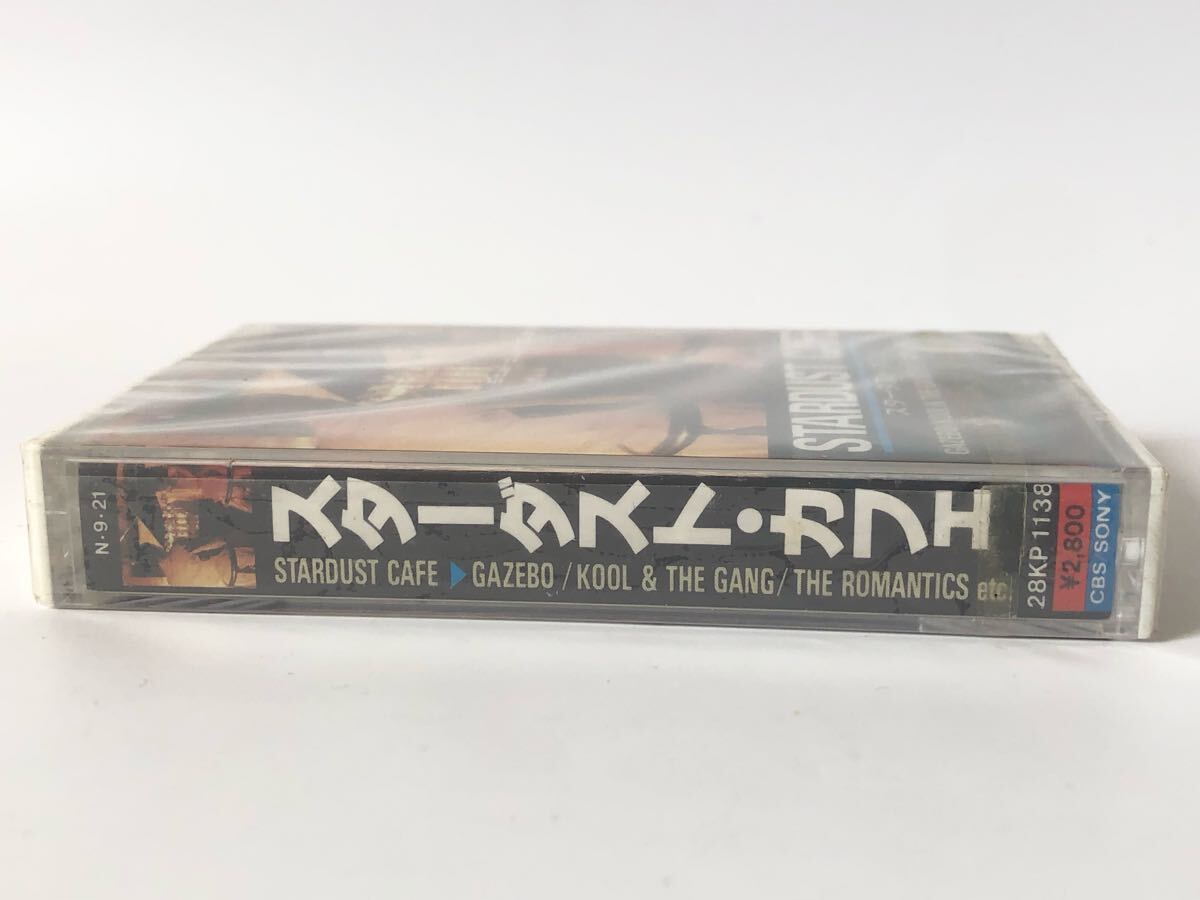 STARDUST
N·9·21
スターダスト・カフェ
STARDUST CAFE ▶ GAZEBO / KOOL & THE GANG / THE ROMANTICS etc.
28KP 1138
¥2,800
CBS SONY